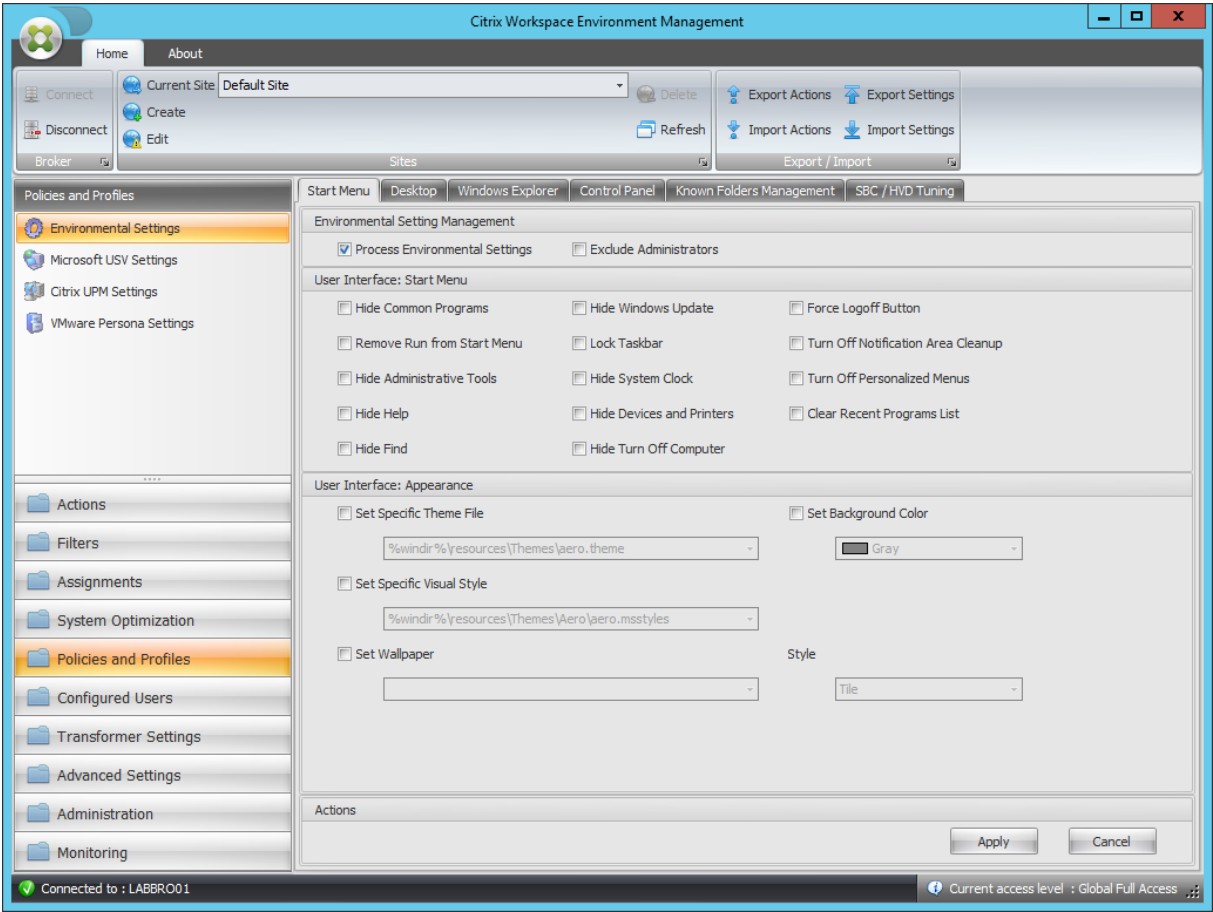 Citrix Workspace Environment Management
Home About
Connect
Disconnect
Broker
Current Site Default Site
Create
Edit
Delete
Refresh
Sites
Export Actions Export Settings
Import Actions Import Settings
Export / Import
Policies and Profiles
Environmental Settings
Microsoft USV Settings
Citrix UPM Settings
VMware Persona Settings
Actions
Filters
Assignments
System Optimization
Policies and Profiles
Configured Users
Transformer Settings
Advanced Settings
Administration
Monitoring
Start Menu Desktop Windows Explorer Control Panel Known Folders Management SBC / HVD Tuning
Environmental Setting Management
Process Environmental Settings Exclude Administrators
User Interface: Start Menu
Hide Common Programs Hide Windows Update Force Logoff Button
Remove Run from Start Menu Lock Taskbar Turn Off Notification Area Cleanup
Hide Administrative Tools Hide System Clock Turn Off Personalized Menus
Hide Help Hide Devices and Printers Clear Recent Programs List
Hide Find Hide Turn Off Computer
User Interface: Appearance
Set Specific Theme File Set Background Color
%windir%\resources\Themes\aero.theme Gray
Set Specific Visual Style
%windir%\resources\Themes\Aero\aero.msstyles
Set Wallpaper Style
Tile
Actions
Apply Cancel
Connected to : LABBRO01 Current access level : Global Full Access